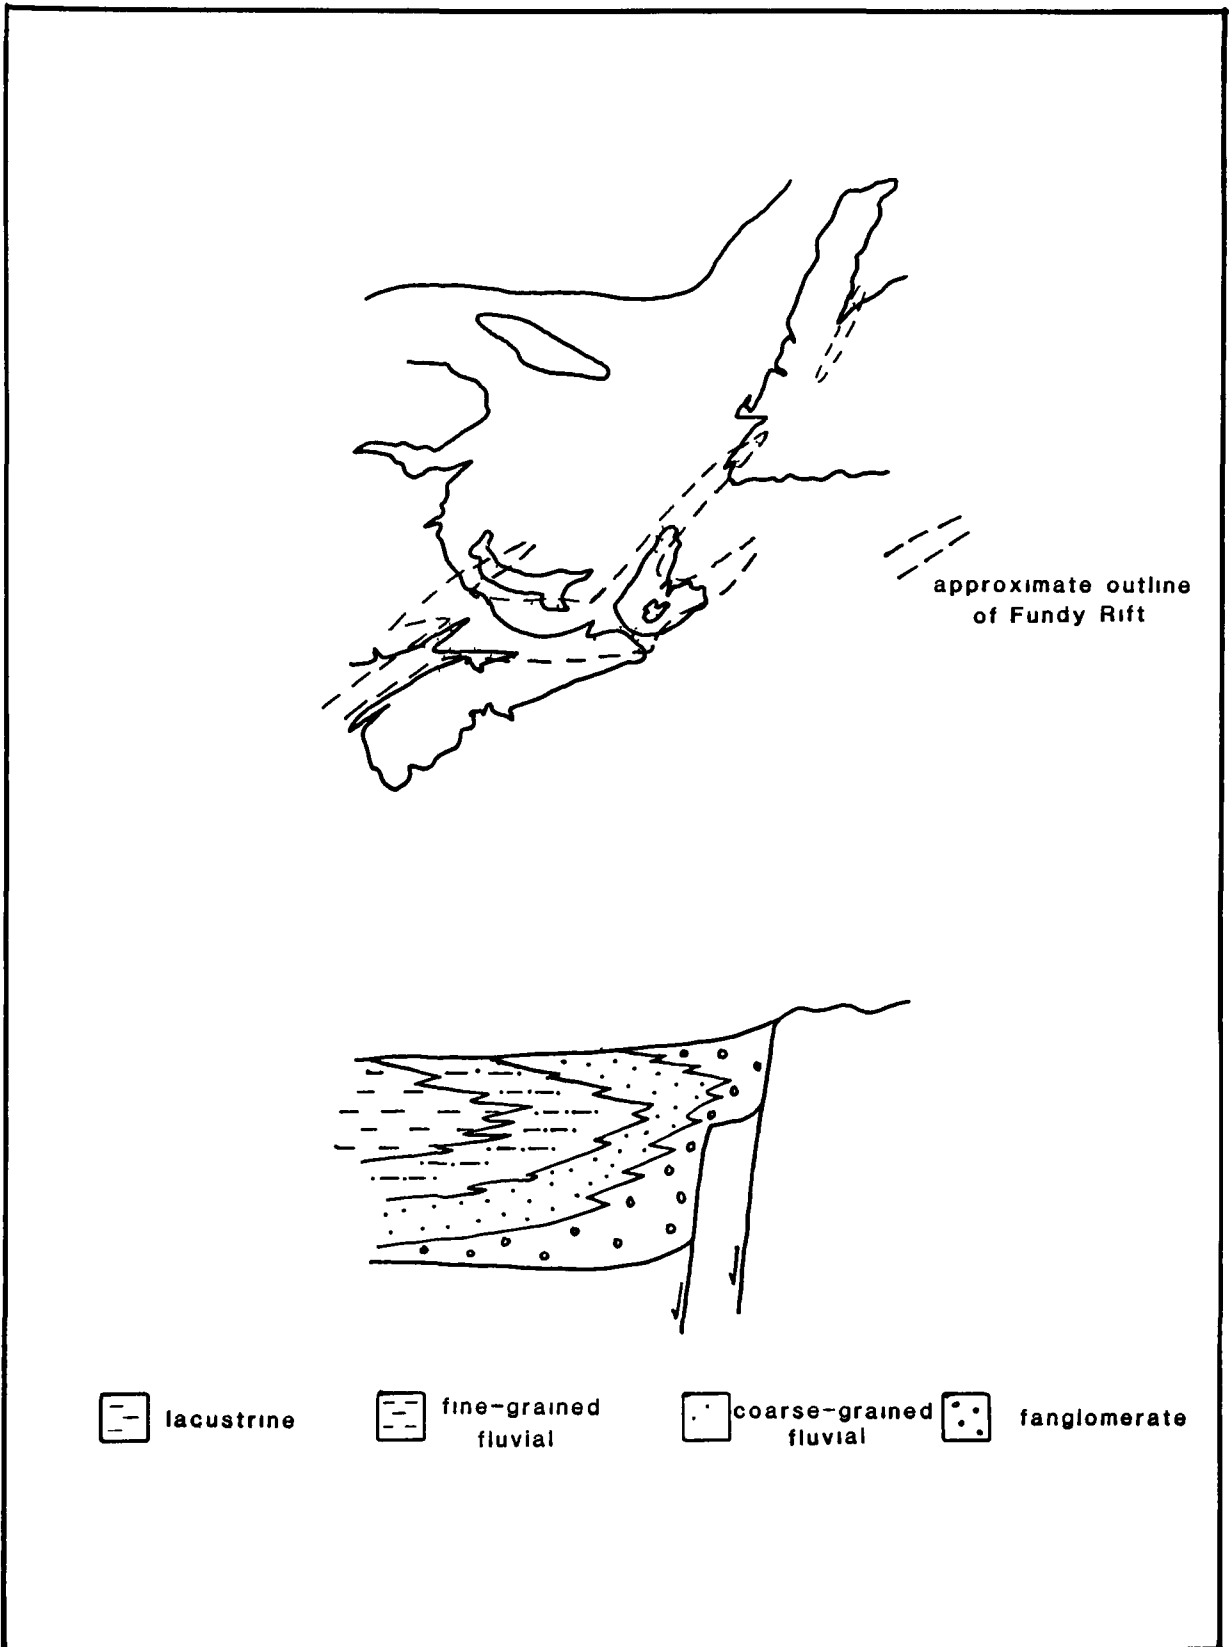 approximate outline
of Fundy Rift
lacustrine
fine-grained
fluvial
coarse-grained
fluvial
fanglomerate